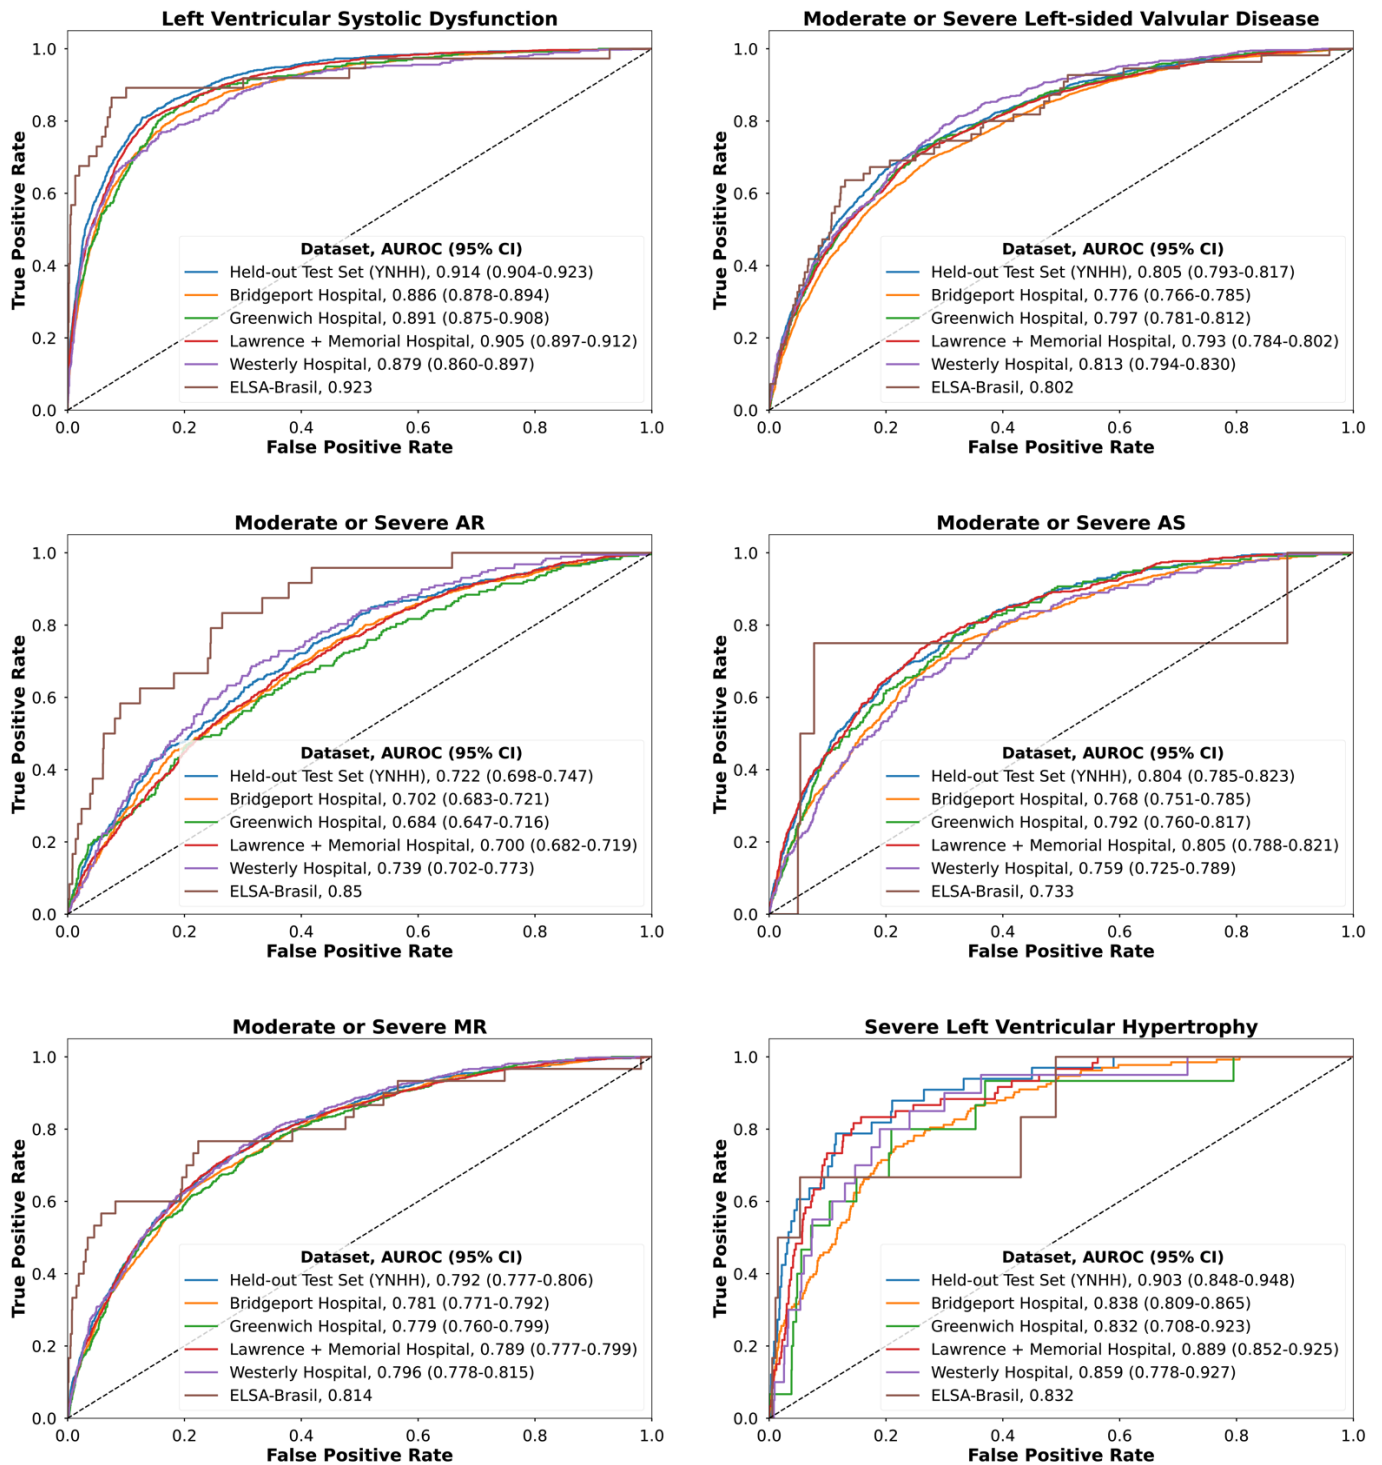 Left Ventricular Systolic Dysfunction
True Positive Rate
1.0
0.8
0.6
0.4
0.2
0.0
Dataset, AUROC (95% CI)
Held-out Test Set (YNHH), 0.914 (0.904-0.923)
Bridgeport Hospital, 0.886 (0.878-0.894)
Greenwich Hospital, 0.891 (0.875-0.908)
Lawrence + Memorial Hospital, 0.905 (0.897-0.912)
Westerly Hospital, 0.879 (0.860-0.897)
ELSA-Brasil, 0.923
0.0 0.2 0.4 0.6 0.8 1.0
False Positive Rate
Moderate or Severe Left-sided Valvular Disease
True Positive Rate
1.0
0.8
0.6
0.4
0.2
0.0
Dataset, AUROC (95% CI)
Held-out Test Set (YNHH), 0.805 (0.793-0.817)
Bridgeport Hospital, 0.776 (0.766-0.785)
Greenwich Hospital, 0.797 (0.781-0.812)
Lawrence + Memorial Hospital, 0.793 (0.784-0.802)
Westerly Hospital, 0.813 (0.794-0.830)
ELSA-Brasil, 0.802
0.0 0.2 0.4 0.6 0.8 1.0
False Positive Rate
Moderate or Severe AR
True Positive Rate
1.0
0.8
0.6
0.4
0.2
0.0
Dataset, AUROC (95% CI)
Held-out Test Set (YNHH), 0.722 (0.698-0.747)
Bridgeport Hospital, 0.702 (0.683-0.721)
Greenwich Hospital, 0.684 (0.647-0.716)
Lawrence + Memorial Hospital, 0.700 (0.682-0.719)
Westerly Hospital, 0.739 (0.702-0.773)
ELSA-Brasil, 0.85
0.0 0.2 0.4 0.6 0.8 1.0
False Positive Rate
Moderate or Severe AS
True Positive Rate
1.0
0.8
0.6
0.4
0.2
0.0
Dataset, AUROC (95% CI)
Held-out Test Set (YNHH), 0.804 (0.785-0.823)
Bridgeport Hospital, 0.768 (0.751-0.785)
Greenwich Hospital, 0.792 (0.760-0.817)
Lawrence + Memorial Hospital, 0.805 (0.788-0.821)
Westerly Hospital, 0.759 (0.725-0.789)
ELSA-Brasil, 0.733
0.0 0.2 0.4 0.6 0.8 1.0
False Positive Rate
Moderate or Severe MR
True Positive Rate
1.0
0.8
0.6
0.4
0.2
0.0
Dataset, AUROC (95% CI)
Held-out Test Set (YNHH), 0.792 (0.777-0.806)
Bridgeport Hospital, 0.781 (0.771-0.792)
Greenwich Hospital, 0.779 (0.760-0.799)
Lawrence + Memorial Hospital, 0.789 (0.777-0.799)
Westerly Hospital, 0.796 (0.778-0.815)
ELSA-Brasil, 0.814
0.0 0.2 0.4 0.6 0.8 1.0
False Positive Rate
Severe Left Ventricular Hypertrophy
True Positive Rate
1.0
0.8
0.6
0.4
0.2
0.0
Dataset, AUROC (95% CI)
Held-out Test Set (YNHH), 0.903 (0.848-0.948)
Bridgeport Hospital, 0.838 (0.809-0.865)
Greenwich Hospital, 0.832 (0.708-0.923)
Lawrence + Memorial Hospital, 0.889 (0.852-0.925)
Westerly Hospital, 0.859 (0.778-0.927)
ELSA-Brasil, 0.832
0.0 0.2 0.4 0.6 0.8 1.0
False Positive Rate